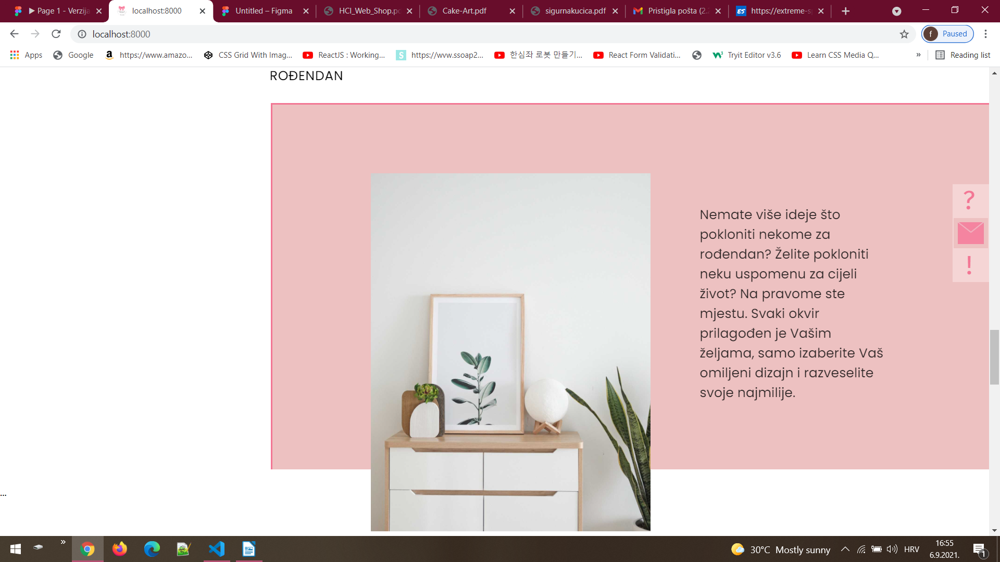 Page 1 - Verzija
localhost:8000
Untitled – Figma
HCI_Web_Shop.p
Cake-Art.pdf
sigurnakucica.pdf
Pristigla pošta (2.
https://extreme-s
localhost:8000
f
Paused
Apps
Google
a
https://www.amazo...
CSS Grid With Imag...
ReactJS : Working...
S
https://wvw.ssoap2...
한심좌 로봇 만들기...
React Form Validati...
Tryit Editor v3.6
Learn CSS Media Q...
»
Reading list
ROĐENDAN
?
Nemate više ideje što
pokloniti nekome za
rođendan? Želite pokloniti
neku uspomenu za cijeli
život? Na pravome ste
mjestu. Svaki okvir
prilagođen je Vašim
željama, samo izaberite Vaš
omiljeni dizajn i razveselite
svoje najmilije.
!
...
»
30°C Mostly sunny
HRV
16:55
6.9.2021.
1